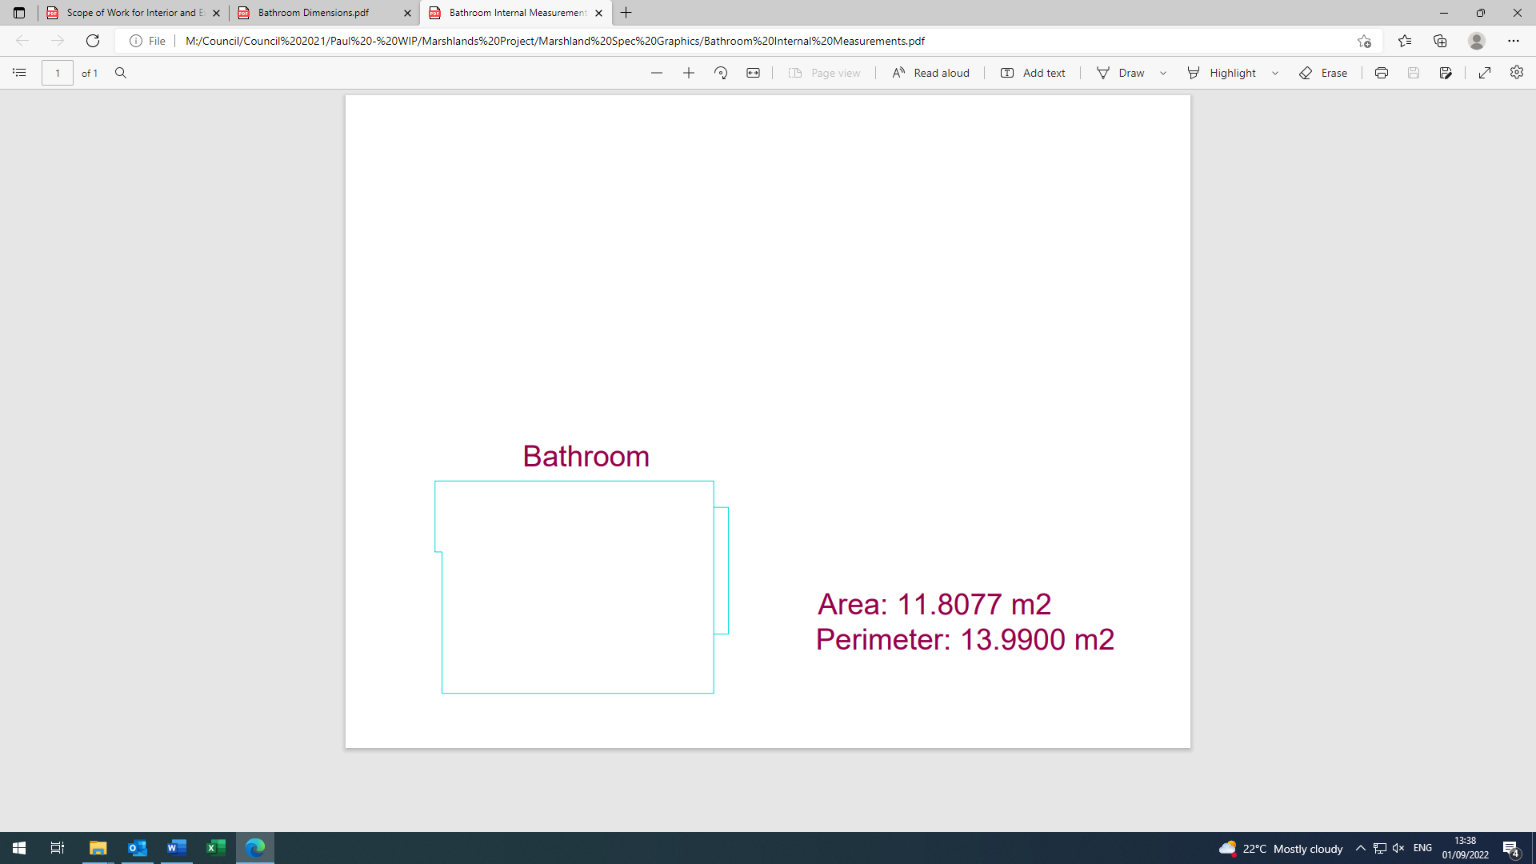 Scope of Work for Interior and E
Bathroom Dimensions.pdf
Bathroom Internal Measurement
File
M:/Council/Council%202021/Paul%20-%20WIP/Marshlands%20Project/Marshland%20Spec%20Graphics/Bathroom%20Internal%20Measurements.pdf
1 of 1
Page view
Read aloud
Add text
Draw
Highlight
Erase
Bathroom
Area: 11.8077 m2
Perimeter: 13.9900 m2
22°C Mostly cloudy
ENG
13:38
01/09/2022
4